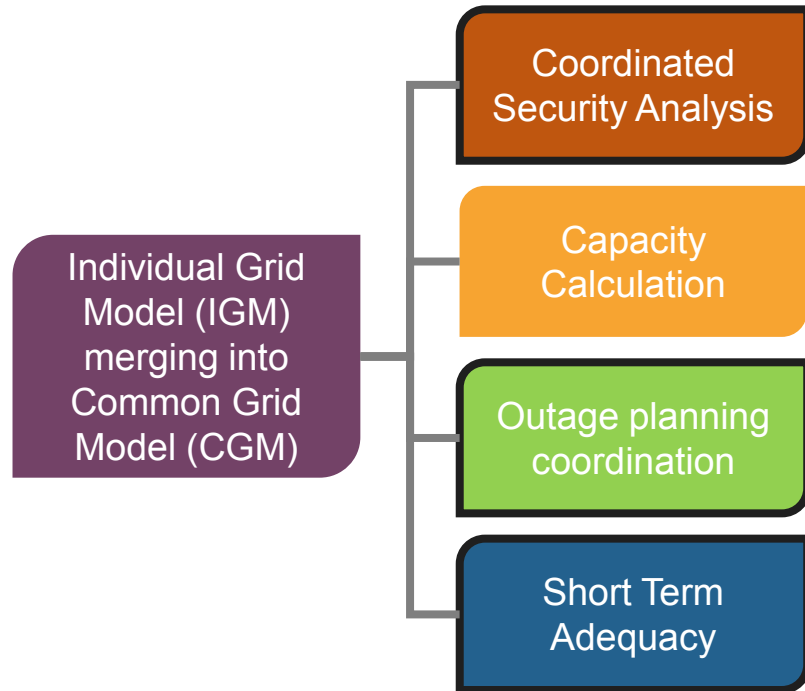 Individual Grid
Model (IGM)
merging into
Common Grid
Model (CGM)
Coordinated
Security Analysis
Capacity
Calculation
Outage planning
coordination
Short Term
Adequacy